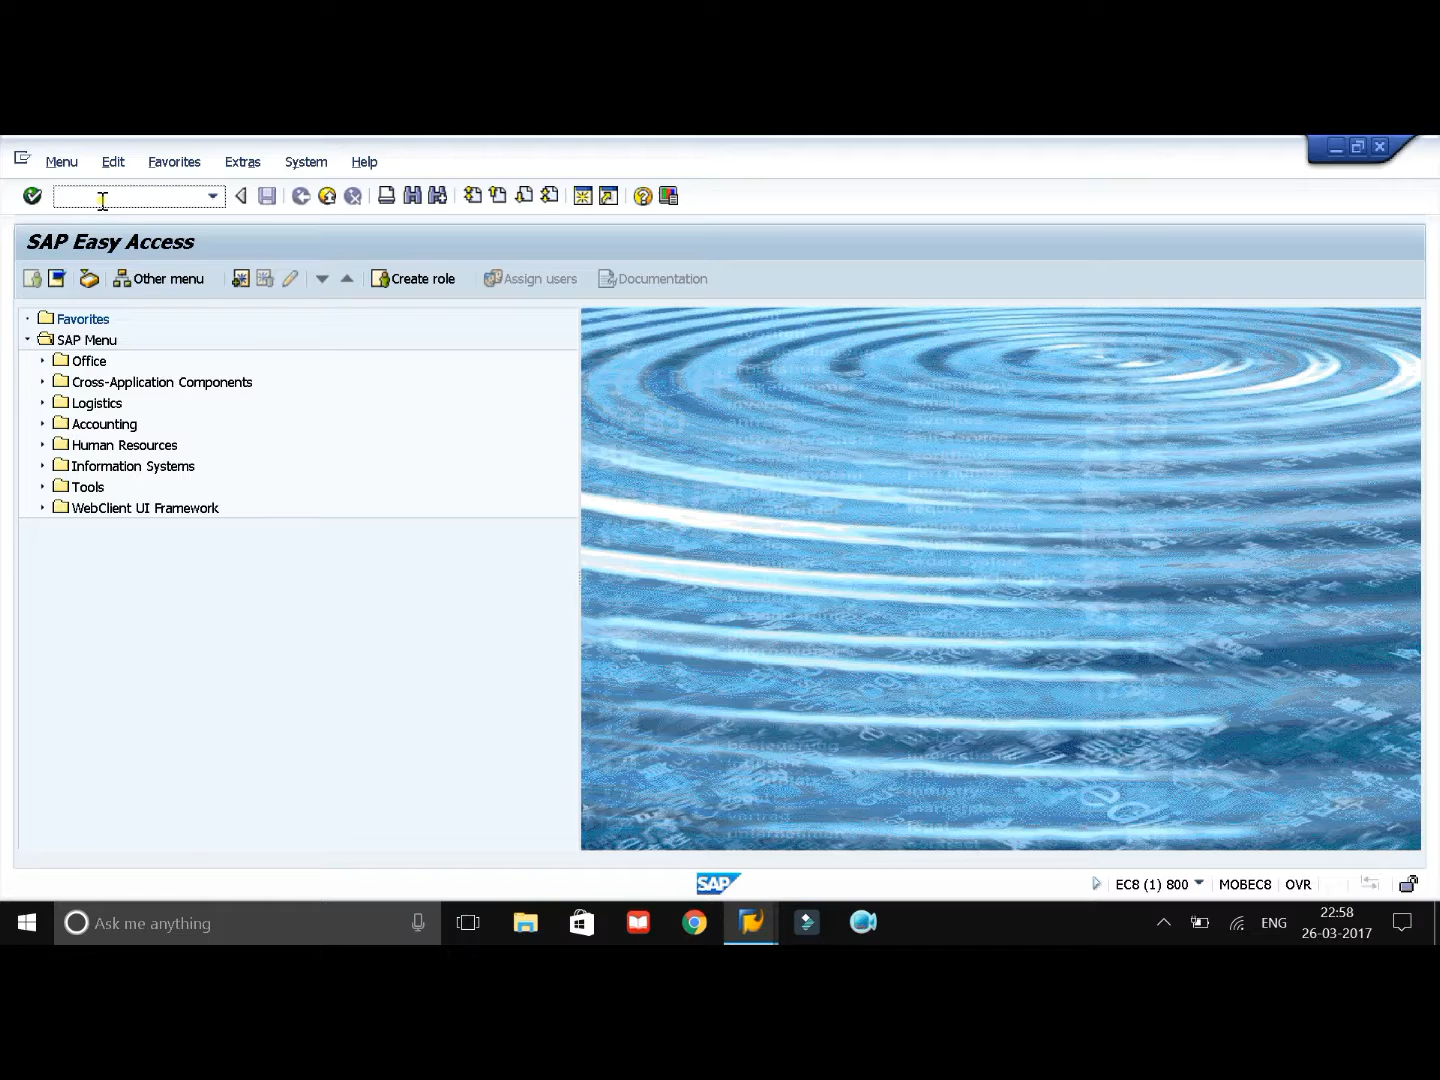 Menu Edit Favorites Extras System Help
SAP Easy Access
Other menu Create role Assign users Documentation
Favorites
SAP Menu
Office
Cross-Application Components
Logistics
Accounting
Human Resources
Information Systems
Tools
WebClient UI Framework
SAP
EC8 (1) 800 MOBEC8 OVR
Ask me anything
ENG
22:58
26-03-2017